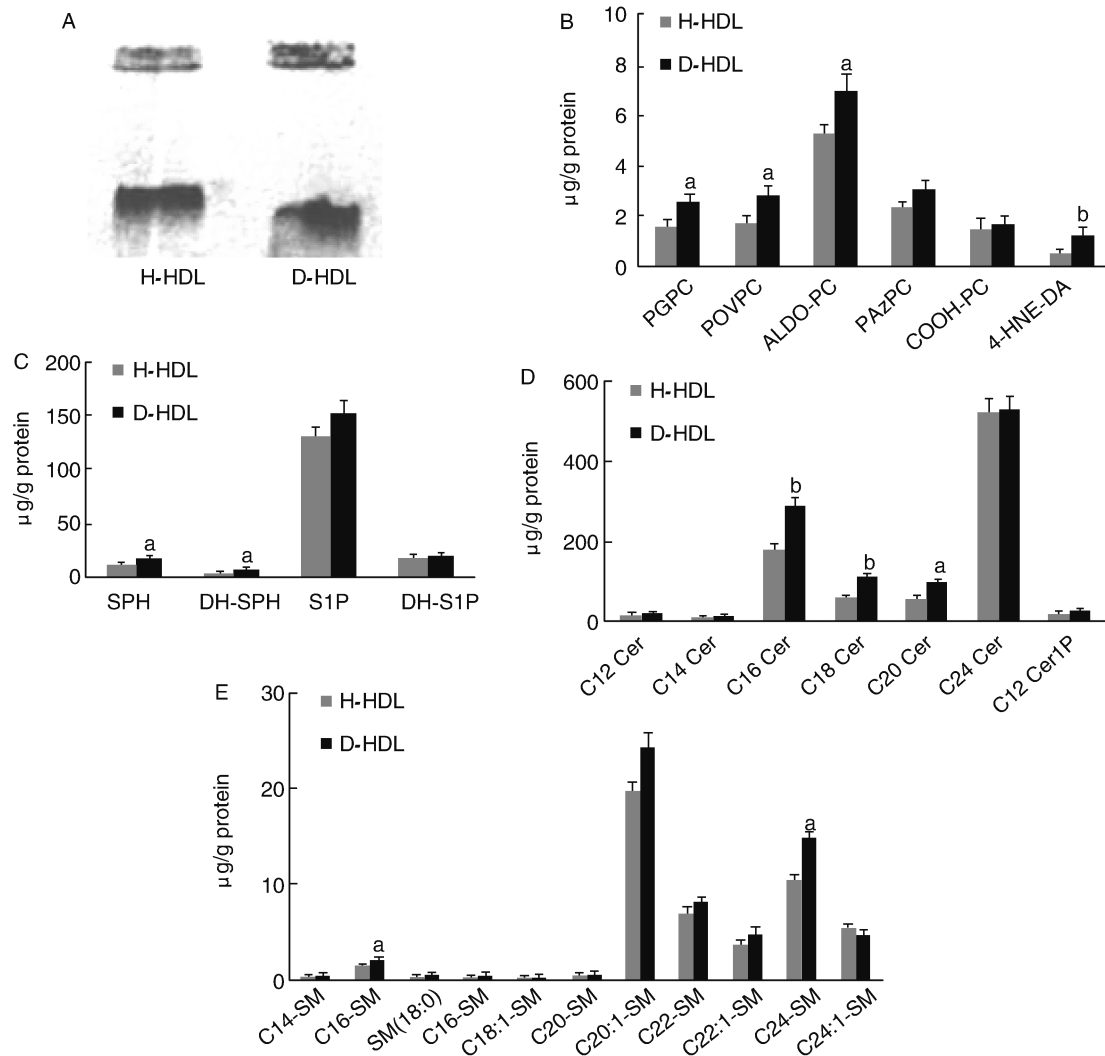 A
H-HDL
D-HDL
B
H-HDL
D-HDL
µg/g protein
10
8
6
4
2
0
a
a
a
b
PGPC
POVPC
ALDO-PC
PAzPC
COOH-PC
4-HNE-DA
C
H-HDL
D-HDL
µg/g protein
200
150
100
50
0
a
a
SPH
DH-SPH
S1P
DH-S1P
D
H-HDL
D-HDL
µg/g protein
600
400
200
0
b
b
a
C12 Cer
C14 Cer
C16 Cer
C18 Cer
C20 Cer
C24 Cer
C12 Cer1P
E
H-HDL
D-HDL
µg/g protein
30
20
10
0
a
a
C14-SM
C16-SM
SM(18:0)
C16-SM
C18:1-SM
C20-SM
C20:1-SM
C22-SM
C22:1-SM
C24-SM
C24:1-SM